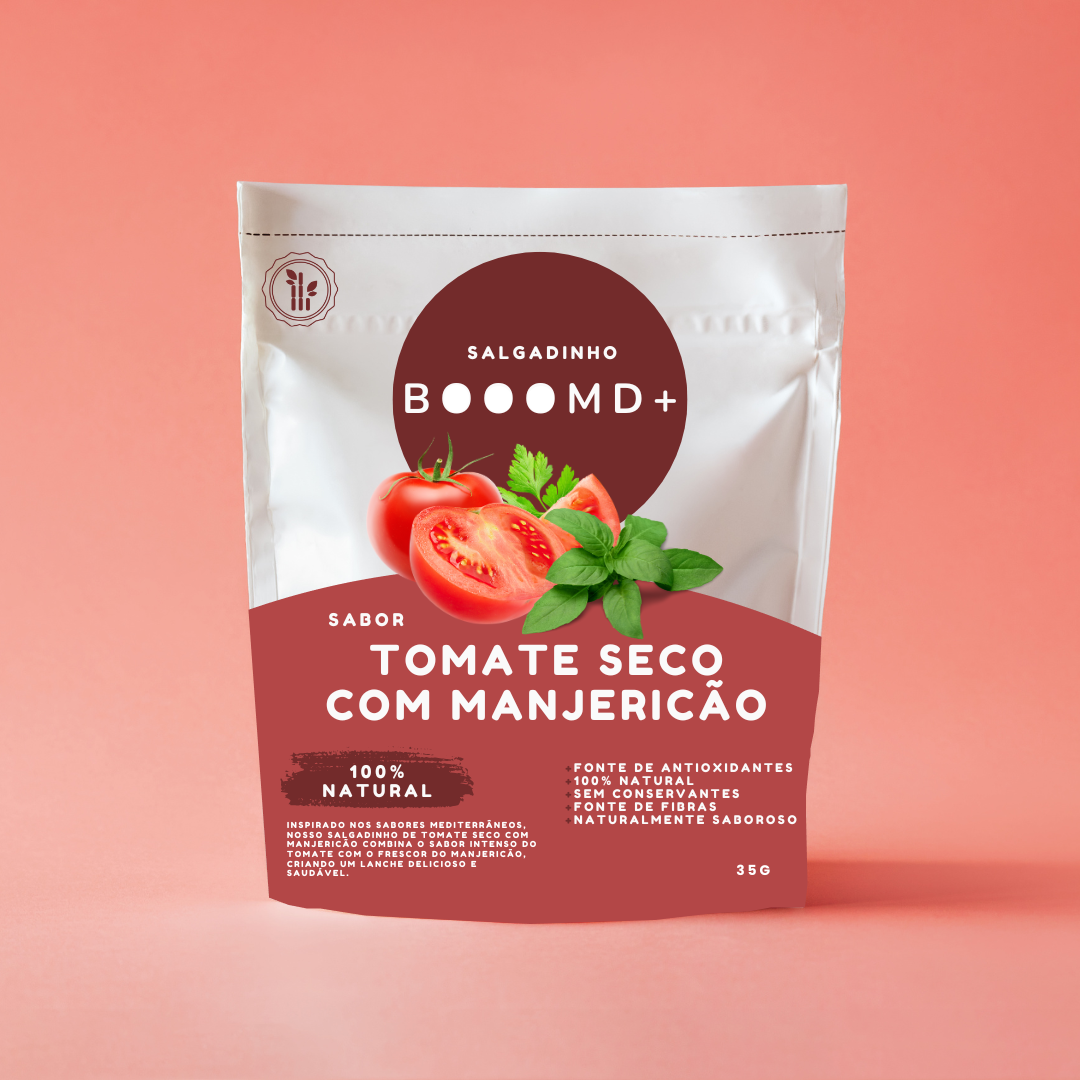 SALGADINHO
BOOOMD+
SABOR
TOMATE SECO
COM MANJERICÃO
100%
NATURAL
INSPIRADO NOS SABORES MEDITERRÂNEOS,
NOSSO SALGADINHO DE TOMATE SECO COM
MANJERICÃO COMBINA O SABOR INTENSO DO
TOMATE COM O FRESCOR DO MANJERICÃO,
CRIANDO UM LANCHE DELICIOSO E
SAUDÁVEL.
+FONTE DE ANTIOXIDANTES
+100% NATURAL
+SEM CONSERVANTES
+FONTE DE FIBRAS
+NATURALMENTE SABOROSO
35G